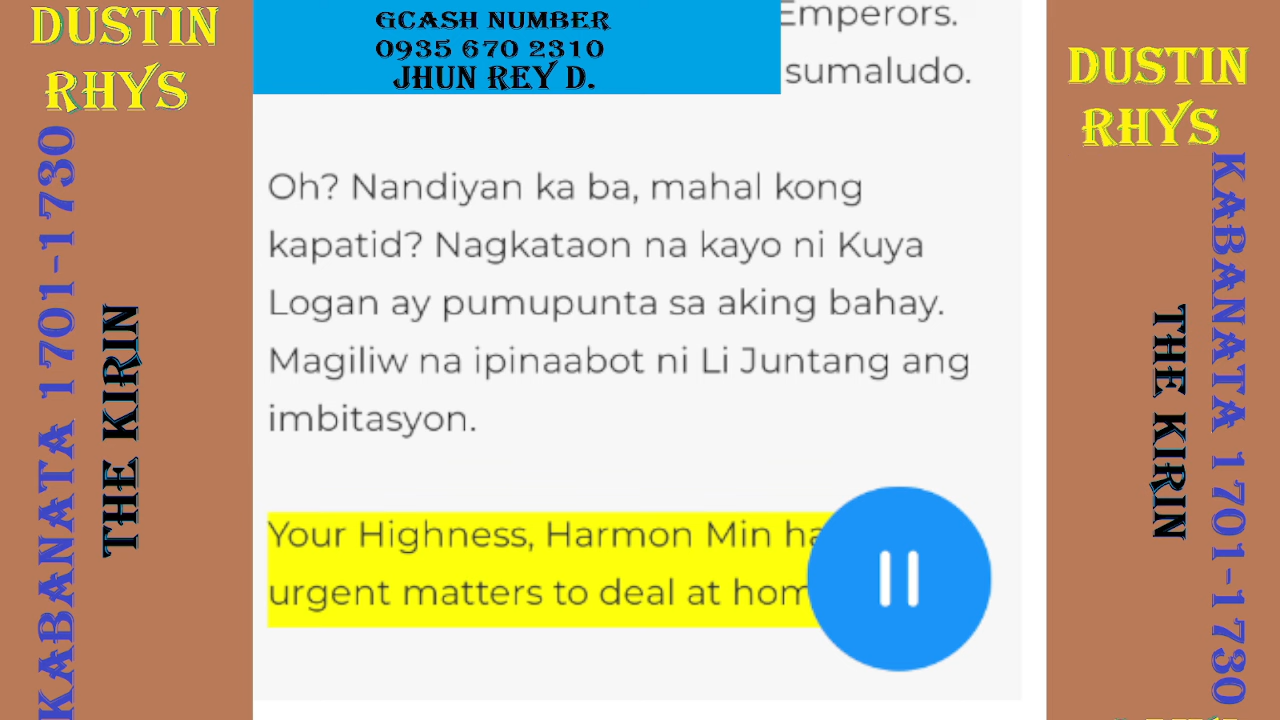 DUSTIN
RHYS
KABANATA 1701-1730
THE KIRIN
GCASH NUMBER
0935 670 2310
JHUN REY D.
Emperors.
sumaludo.
Oh? Nandiyan ka ba, mahal kong
kapatid? Nagkataon na kayo ni Kuya
Logan ay pumupunta sa aking bahay.
Magiliw na ipinaabot ni Li Juntang ang
imbitasyon.
Your Highness, Harmon Min
urgent matters to deal at
DUSTIN
RHYS
KABANATA 1701-1730
THE KIRIN